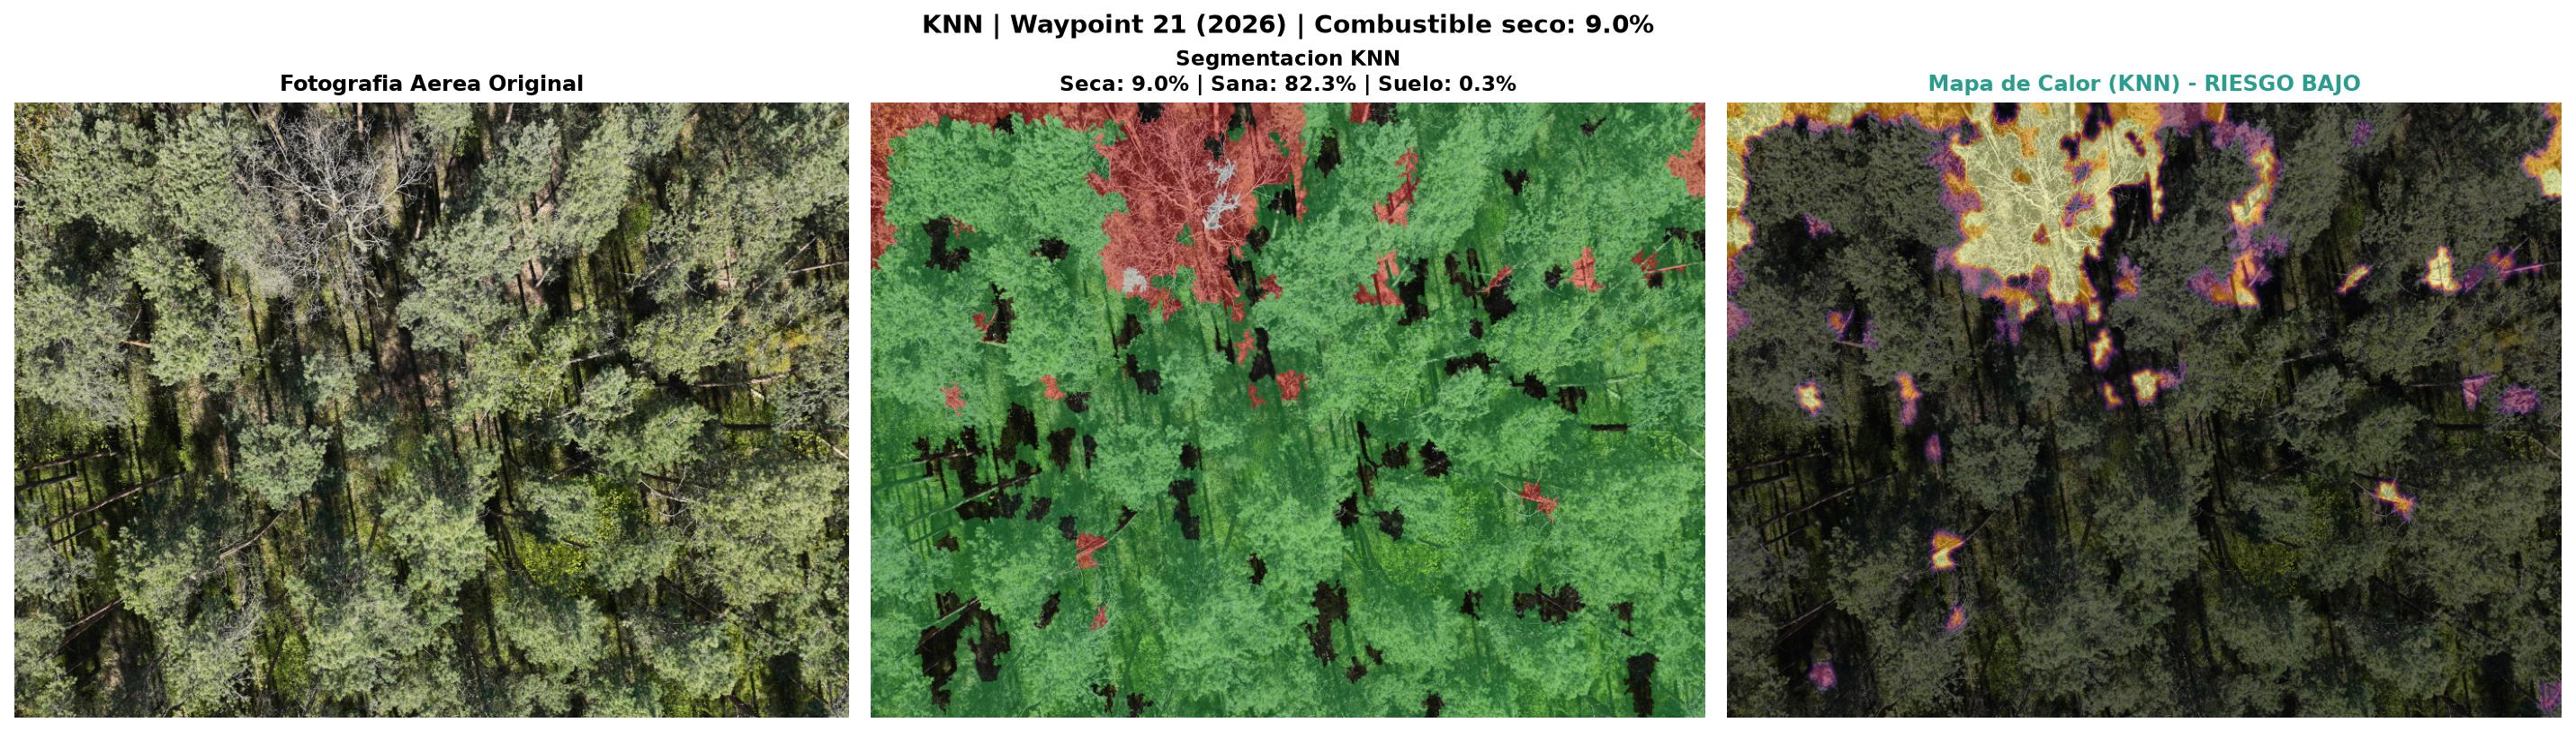 KNN | Waypoint 21 (2026) | Combustible seco: 9.0%
Fotografia Aerea Original
Segmentacion KNN
Seca: 9.0% | Sana: 82.3% | Suelo: 0.3%
Mapa de Calor (KNN) - RIESGO BAJO